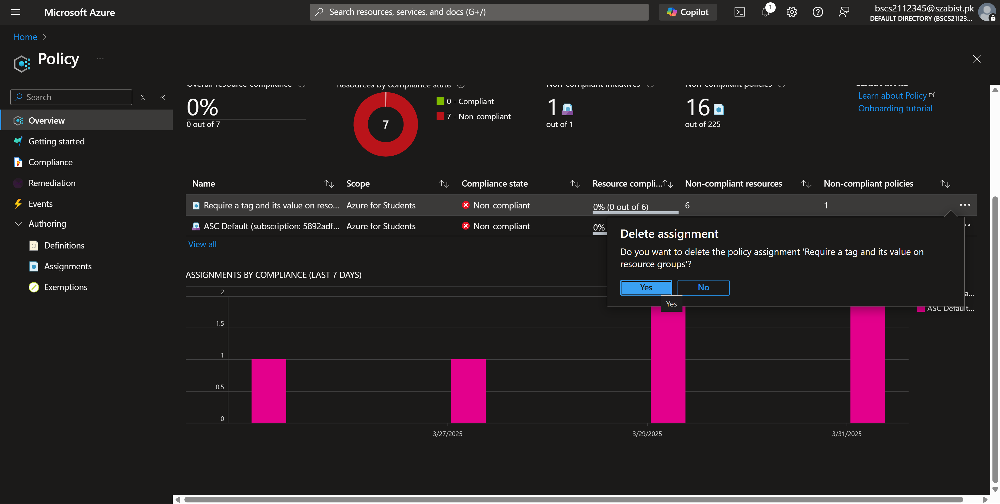 Microsoft Azure
Search resources, services, and docs (G+/)
Copilot
1
bscs2112345@szabist.pk
DEFAULT DIRECTORY (BSCS21123...
Home
Policy
...
Search
Overview
Getting started
Compliance
Remediation
Events
Authoring
Definitions
Assignments
Exemptions
Overall resource compliance
0%
0 out of 7
Resources by compliance state
7
0 - Compliant
7 - Non-compliant
Non-compliant initiatives
1
out of 1
Non-compliant policies
16
out of 225
LEARN MORE
Learn about Policy
Onboarding tutorial
Name Scope Compliance state Resource compli... Non-compliant resources Non-compliant policies
Require a tag and its value on reso... Azure for Students Non-compliant 0% (0 out of 6) 6 1
ASC Default (subscription: 5892adf... Azure for Students Non-compliant 0%
View all
Delete assignment
Do you want to delete the policy assignment 'Require a tag and its value on
resource groups'?
Yes No
Yes
ASSIGNMENTS BY COMPLIANCE (LAST 7 DAYS)
2
1.5
1
0.5
0
3/27/2025 3/29/2025 3/31/2025
a...
ASC Default...